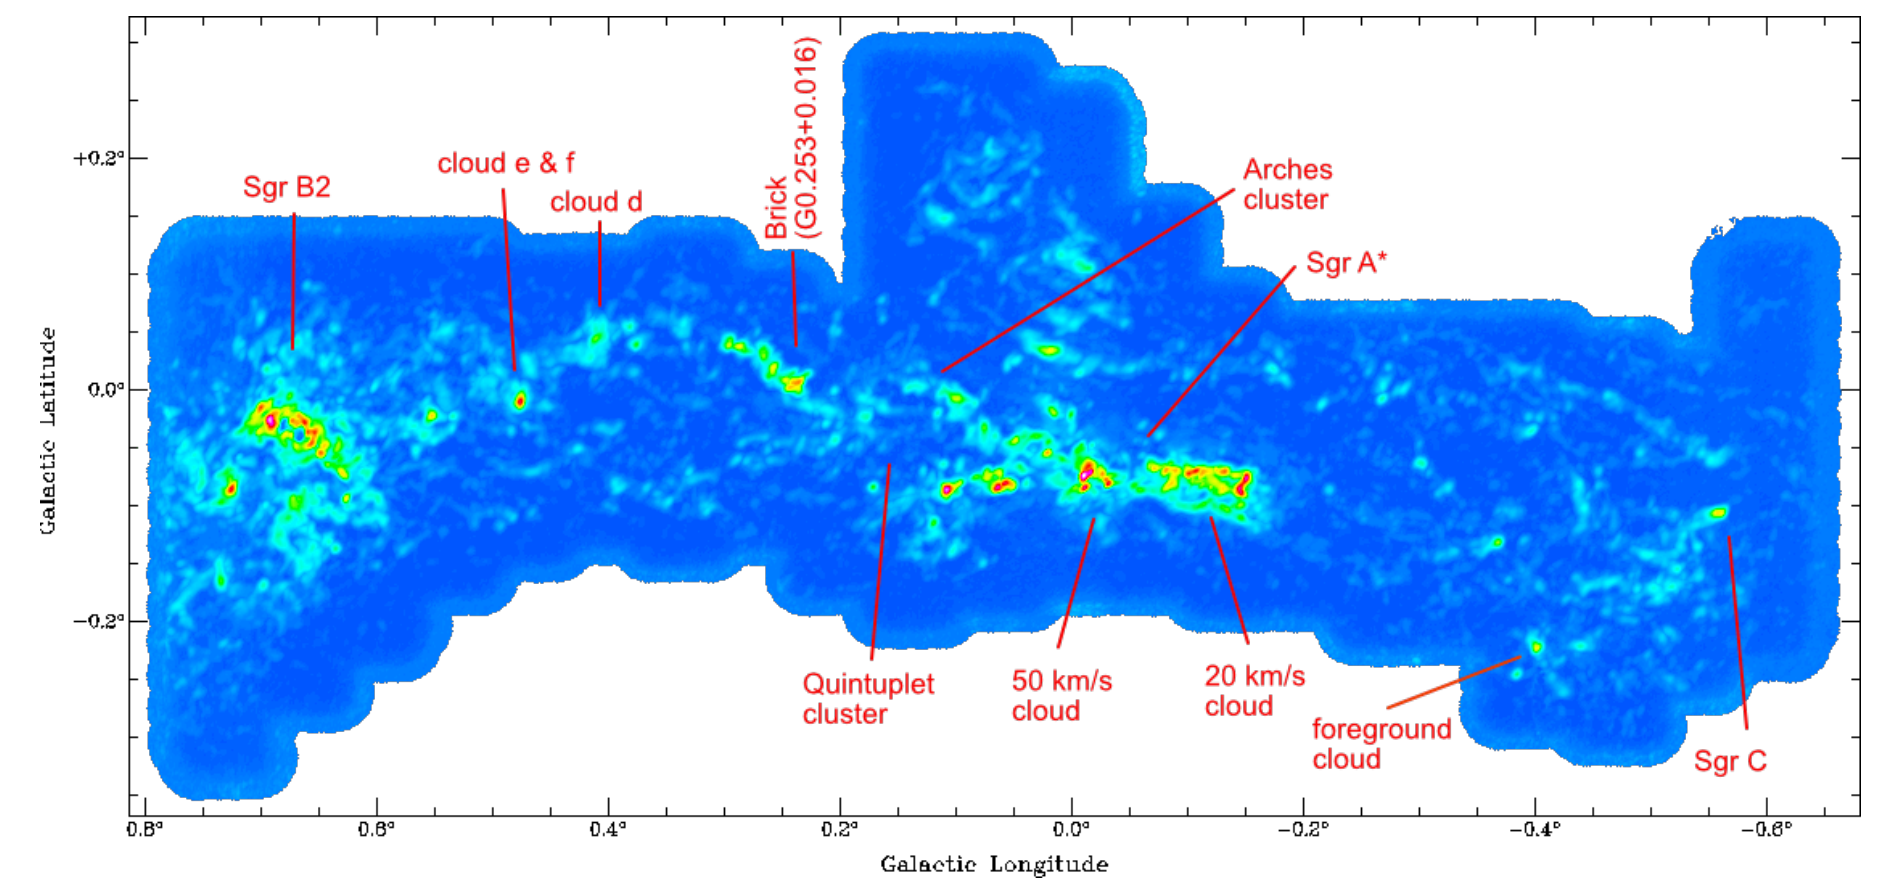 Brick
(G0.253+0.016)
cloud e & f
Sgr B2
cloud d
Arches
cluster
Sgr A*
+0.2°
0.0°
−0.2°
Galactic Latitude
Quintuplet
cluster
50 km/s
cloud
20 km/s
cloud
foreground
cloud
Sgr C
0.8° 0.6° 0.4° 0.2° 0.0° −0.2° −0.4° −0.6°
Galactic Longitude